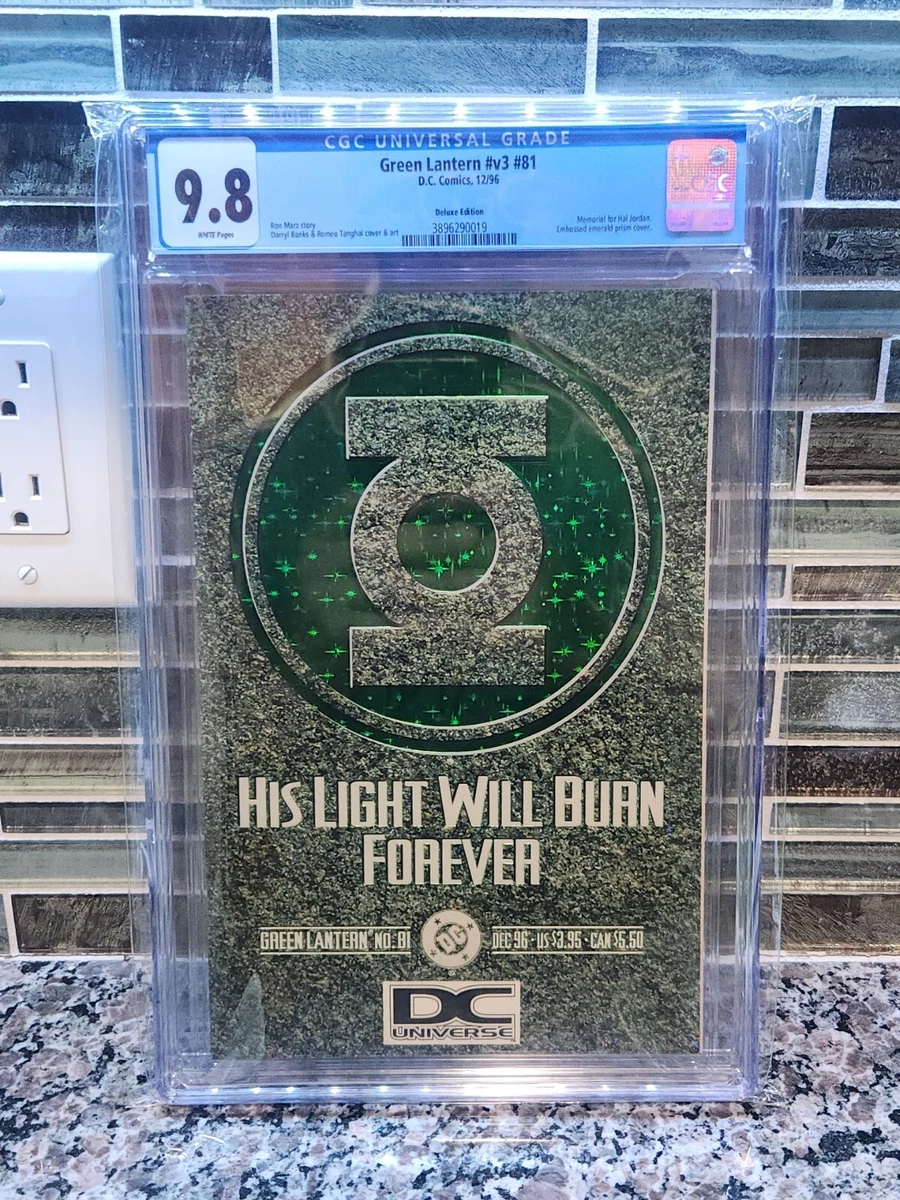 CGC UNIVERSAL GRADE
9.8
WHITE Pages
Green Lantern #v3 #81
D.C. Comics, 12/96
Deluxe Edition
Ron Marz story
Darryl Banks & Romeo Tanghal cover & art
3896290019
Memorial for Hal Jordan.
Embossed emerald prism cover.
HIS LIGHT WILL BURN
FOREVER
GREEN LANTERN® NO. 81
DC
DEC 96 · US $3.95 · CAN $5.50
DC
UNIVERSE